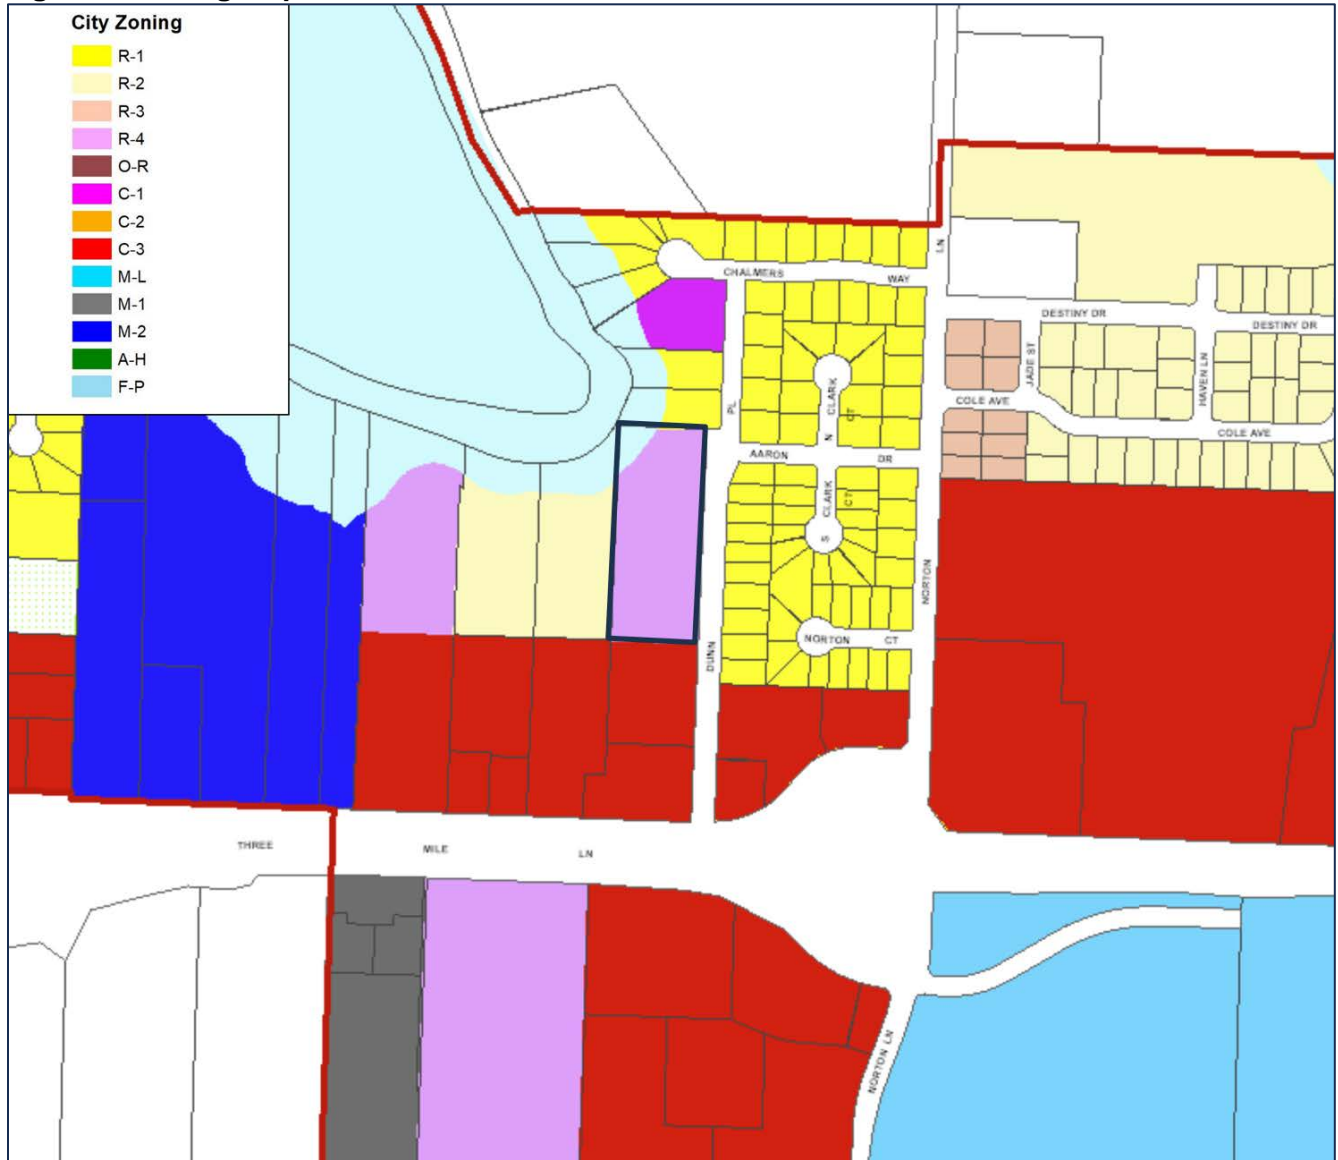 City Zoning
R-1
R-2
R-3
R-4
O-R
C-1
C-2
C-3
M-L
M-1
M-2
A-H
F-P
LN
CHALMERS WAY
DESTINY DR
DESTINY DR
JADE ST
HAVEN LN
COLE AVE
COLE AVE
PL
N CLARK CT
AARON DR
S CLARK CT
NORTON
NORTON CT
DUNN
THREE MILE LN
NORTON LN